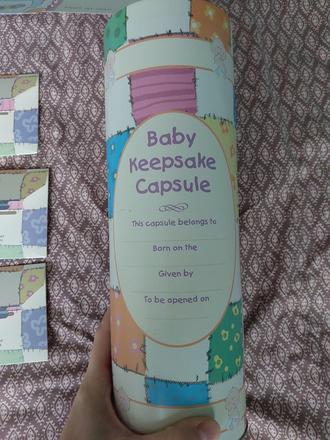 Baby
Keepsake
Capsule
This capsule belongs to
Born on the
Given by
To be opened on